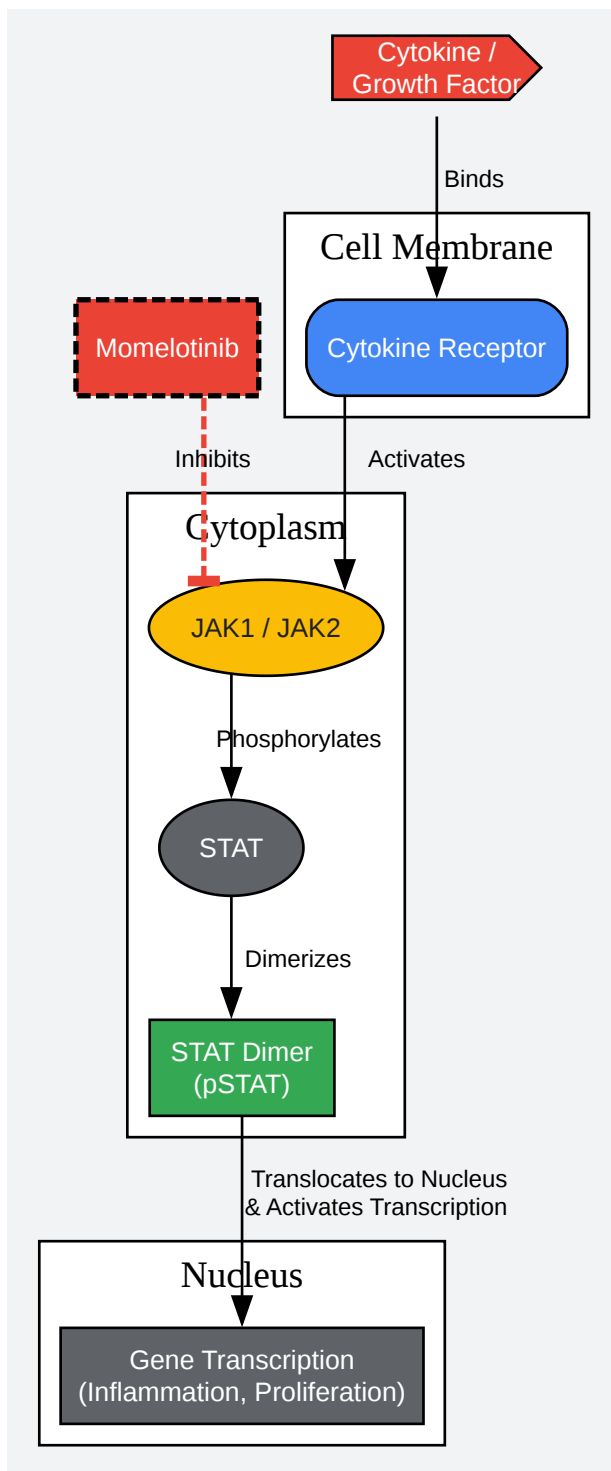 Cytokine /
Growth Factor
Binds
Cell Membrane
Momelotinib
Cytokine Receptor
Inhibits
Activates
Cytoplasm
JAK1 / JAK2
Phosphorylates
STAT
Dimerizes
STAT Dimer
(pSTAT)
Translocates to Nucleus
& Activates Transcription
Nucleus
Gene Transcription
(Inflammation, Proliferation)